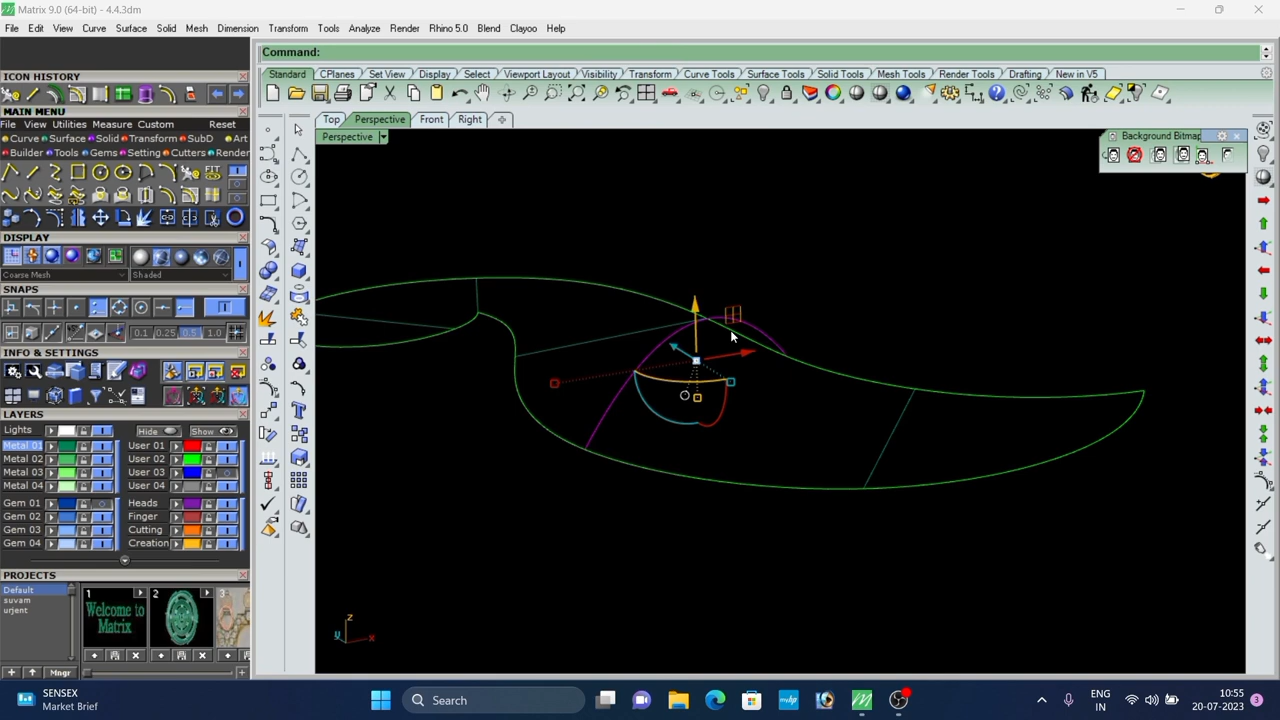 Matrix 9.0 (64-bit) - 4.4.3dm
File Edit View Curve Surface Solid Mesh Dimension Transform Tools Analyze Render Rhino 5.0 Blend Clayoo Help
Command:
ICON HISTORY
Standard CPlanes Set View Display Select Viewport Layout Visibility Transform Curve Tools Surface Tools Solid Tools Mesh Tools Render Tools Drafting New in V5
MAIN MENU
File View Utilities Measure Custom Reset
Curve Surface Solid Transform SubD Art
Builder Tools Gems Setting Cutters Render
Top Perspective Front Right
Perspective
Background Bitmap
FIT
DISPLAY
Coarse Mesh Shaded
SNAPS
0.1 0.25 0.5 1.0
INFO & SETTINGS
LAYERS
Lights Hide Show
Metal 01 User 01
Metal 02 User 02
Metal 03 User 03
Metal 04 User 04
Gem 01 Heads
Gem 02 Finger
Gem 03 Cutting
Gem 04 Creation
PROJECTS
Default
suvam
urjent
1 2 3
Welcome to Matrix
Mngr
z
y x
SENSEX
Market Brief
Search
ENG
IN
10:55
20-07-2023
3